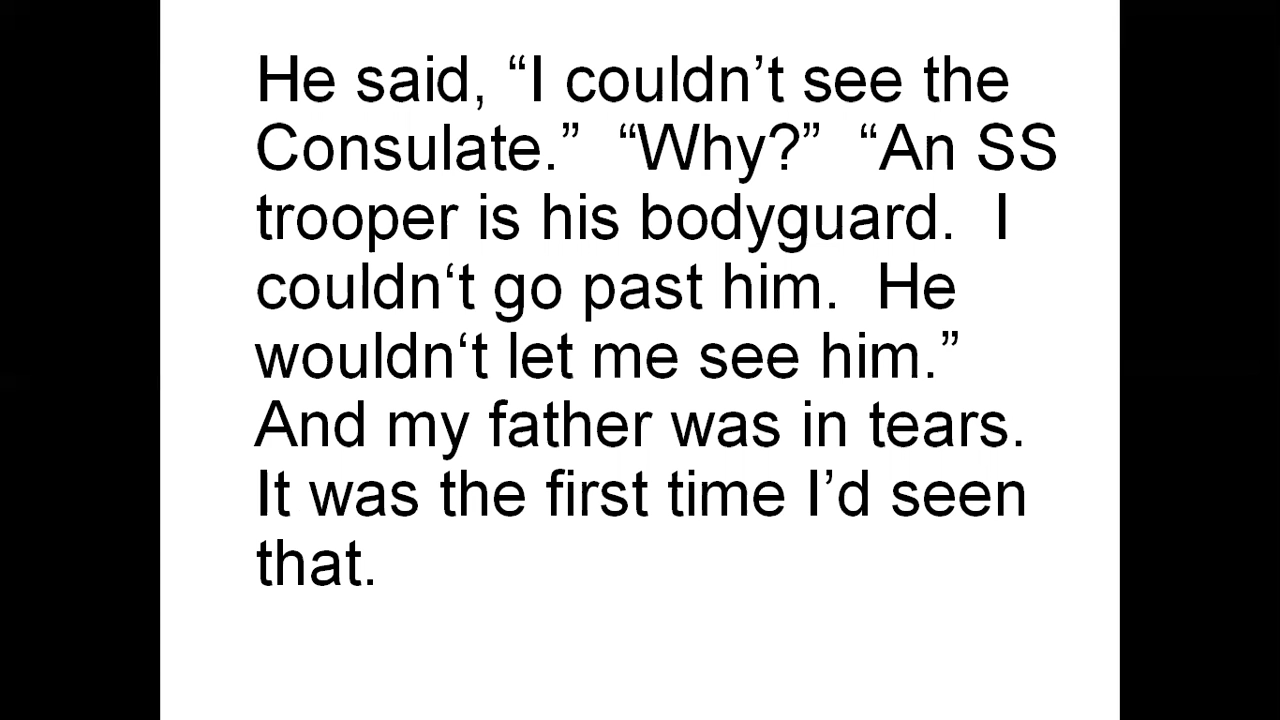 He said, “I couldn’t see the
Consulate.”  “Why?”  “An SS
trooper is his bodyguard.  I
couldn‘t go past him.  He
wouldn‘t let me see him.”
And my father was in tears.
It was the first time I’d seen
that.